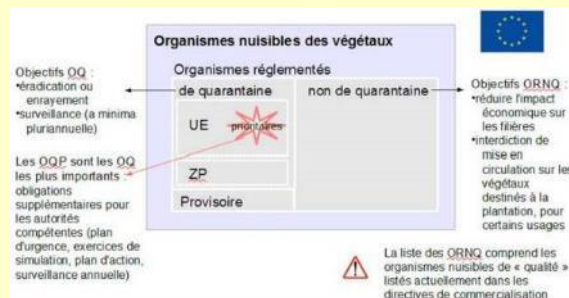 Organismes nuisibles des végétaux
Organismes réglementés
de quarantaine
non de quarantaine
UE
prioritaires
ZP
Provisoire
Objectifs OQ :
•éradication ou
enrayement
•surveillance (a minima
pluriannuelle)
Les OQP sont les OQ
les plus importants :
obligations
supplémentaires pour
les autorités
compétentes (plan
d'urgence, exercices de
simulation, plan d'action,
surveillance annuelle)
Objectifs ORNQ :
•réduire l'impact
économique sur
les filières
•interdiction de
mise en
circulation sur les
végétaux
destinés à la
plantation, pour
certains usages
La liste des ORNQ comprend les
organismes nuisibles de « qualité »
listés actuellement dans les
directives de commercialisation